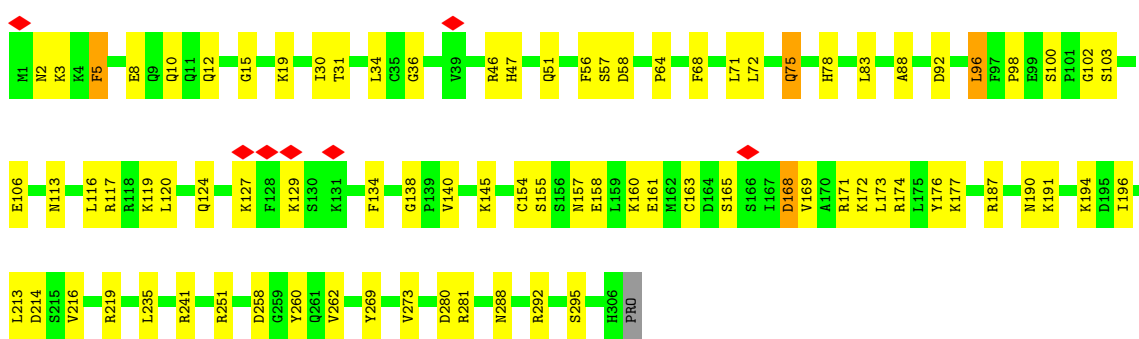 M1 N2 K3 K4 F5 E8 Q9 Q10 Q11 Q12 G15 K19 I30 T31 L34 C35 G36 V39 R46 H47 Q51 F56 S57 D58 P64 F68 L71 L72 Q75 H78 L83 A88 D92 L96 F97 P98 E99 S100 P101 G102 S103
E106 N113 L116 R117 R118 K119 L120 Q124 K127 F128 K129 S130 K131 F134 G138 P139 V140 K145 C154 S155 S156 N157 E158 L159 K160 E161 M162 C163 D164 S165 S166 I167 D168 V169 A170 R171 K172 L173 R174 L175 Y176 K177 R187 N190 K191 K194 D195 I196
L213 D214 S215 V216 R219 L235 R241 R251 D258 G259 Y260 Q261 V262 Y269 V273 D280 R281 N288 R292 S295 H306 PRO